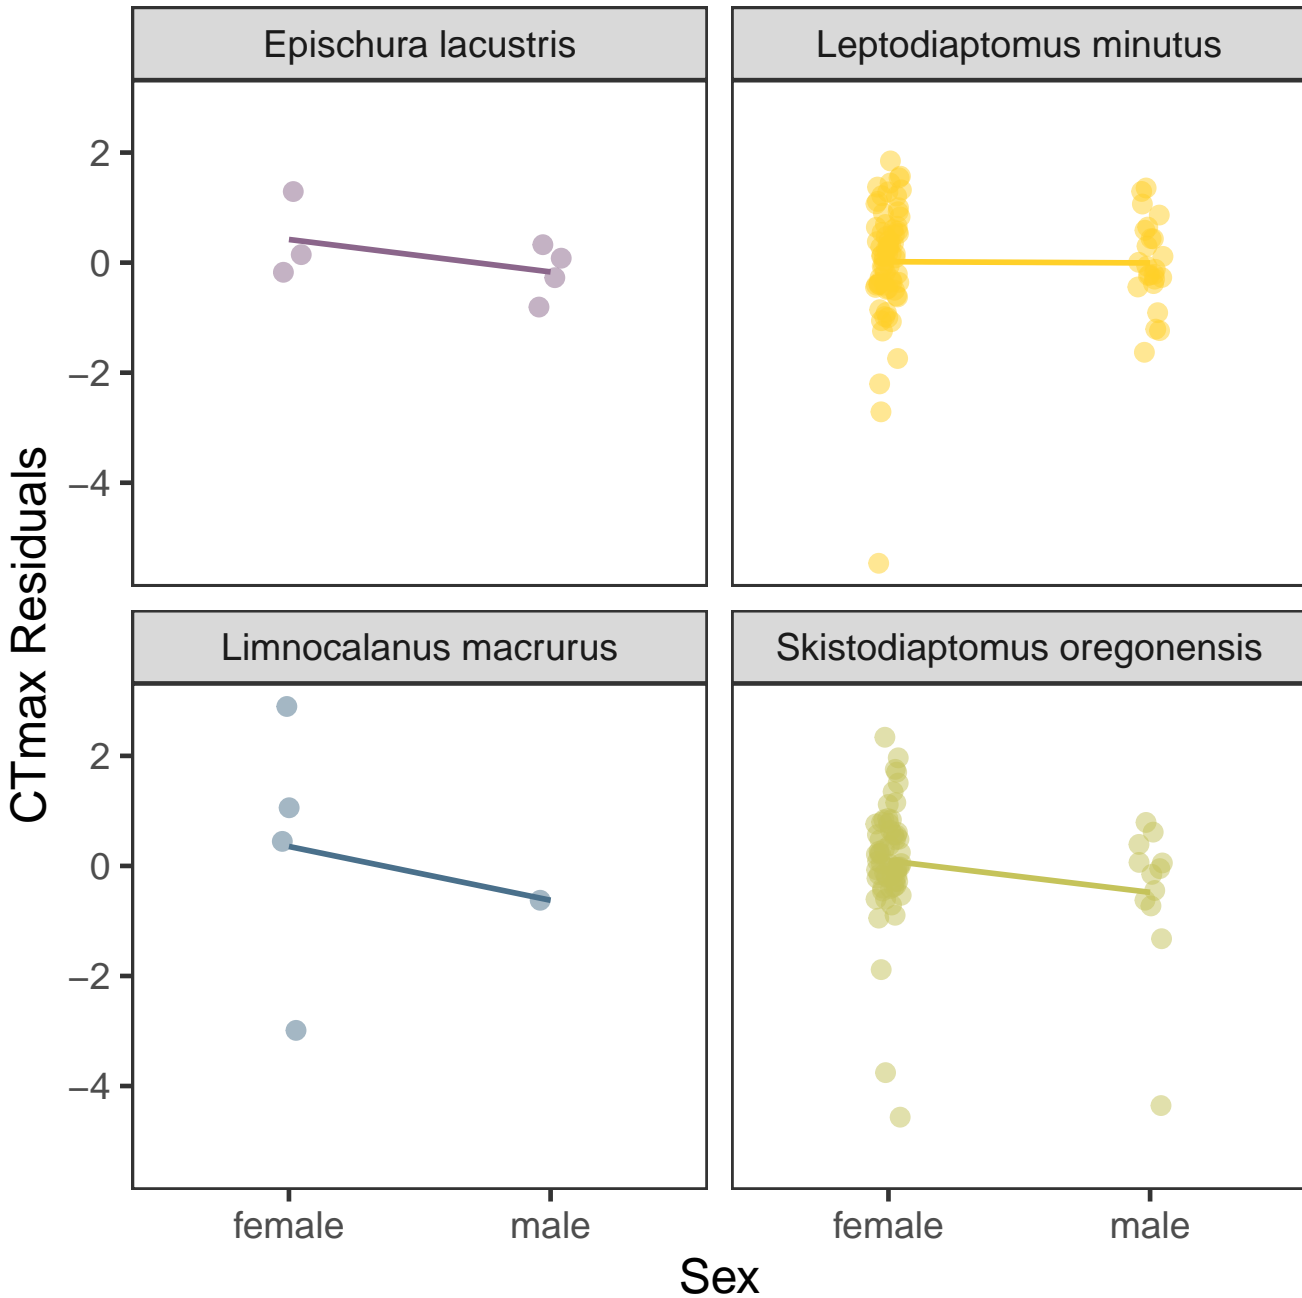 Epischura lacustris
Leptodiaptomus minutus
2
0
−2
−4
CTmax Residuals
Limnocalanus macrurus
Skistodiaptomus oregonensis
2
0
−2
−4
female
male
female
male
Sex